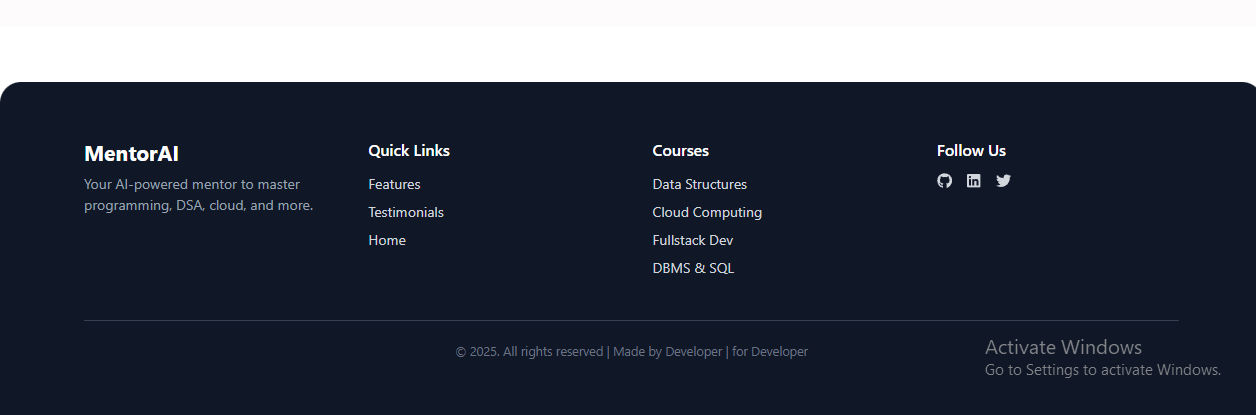 MentorAI
Your AI-powered mentor to master
programming, DSA, cloud, and more.
Quick Links
Features
Testimonials
Home
Courses
Data Structures
Cloud Computing
Fullstack Dev
DBMS & SQL
Follow Us
© 2025. All rights reserved | Made by Developer | for Developer
Activate Windows
Go to Settings to activate Windows.